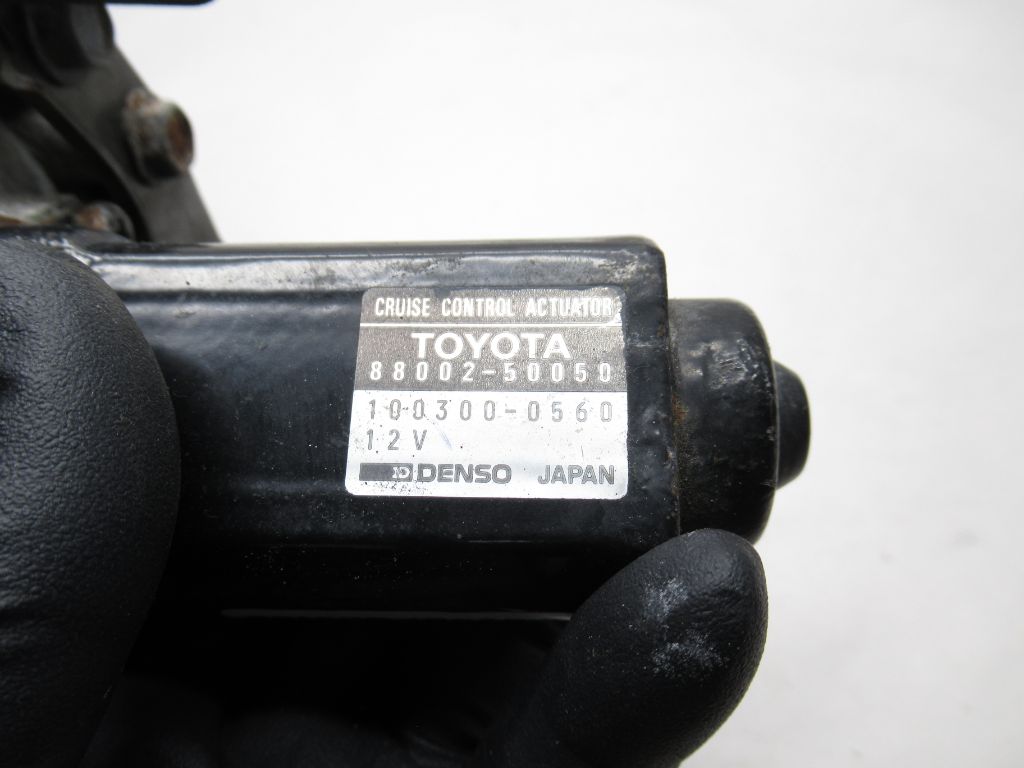 CRUISE CONTROL ACTUATOR
TOYOTA
88002-50050
100300-0560
12V
DENSO JAPAN